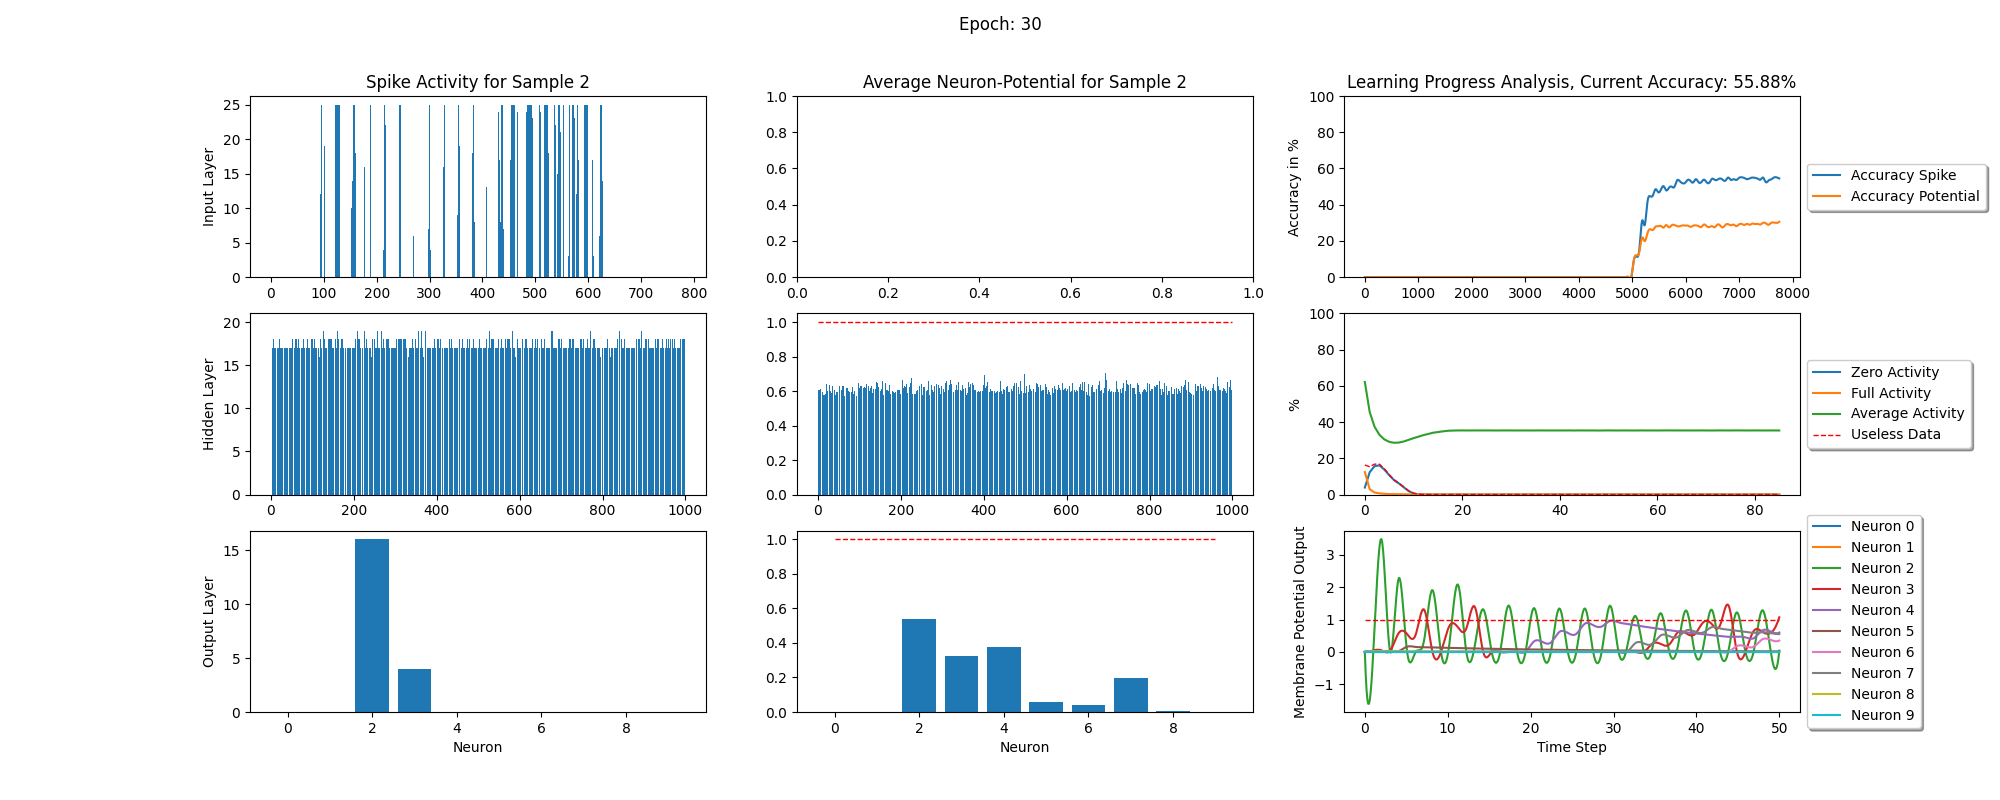 Epoch: 30
Spike Activity for Sample 2
Average Neuron-Potential for Sample 2
Learning Progress Analysis, Current Accuracy: 55.88%
Input Layer
25
20
15
10
5
0
0 100 200 300 400 500 600 700 800
1.0
0.8
0.6
0.4
0.2
0.0
0.0 0.2 0.4 0.6 0.8 1.0
Accuracy in %
100
80
60
40
20
0
0 1000 2000 3000 4000 5000 6000 7000 8000
Accuracy Spike
Accuracy Potential
Hidden Layer
20
15
10
5
0
0 200 400 600 800 1000
1.0
0.8
0.6
0.4
0.2
0.0
0 200 400 600 800 1000
%
100
80
60
40
20
0
0 20 40 60 80
Zero Activity
Full Activity
Average Activity
Useless Data
Output Layer
15
10
5
0
0 2 4 6 8
Neuron
1.0
0.8
0.6
0.4
0.2
0.0
0 2 4 6 8
Neuron
Membrane Potential Output
3
2
1
0
−1
0 10 20 30 40 50
Time Step
Neuron 0
Neuron 1
Neuron 2
Neuron 3
Neuron 4
Neuron 5
Neuron 6
Neuron 7
Neuron 8
Neuron 9